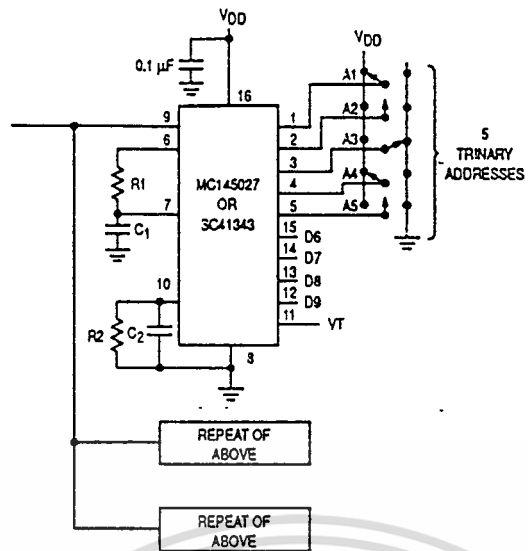 VDD
VDD
0.1 µF
16
A1
A2
A3
A4
A5
9
6
7
10
1
2
3
4
5
15
14
13
12
11
D6
D7
D8
D9
VT
8
R1
C1
R2
C2
MC145027
OR
SC41343
5
TRINARY
ADDRESSES
REPEAT OF
ABOVE
REPEAT OF
ABOVE